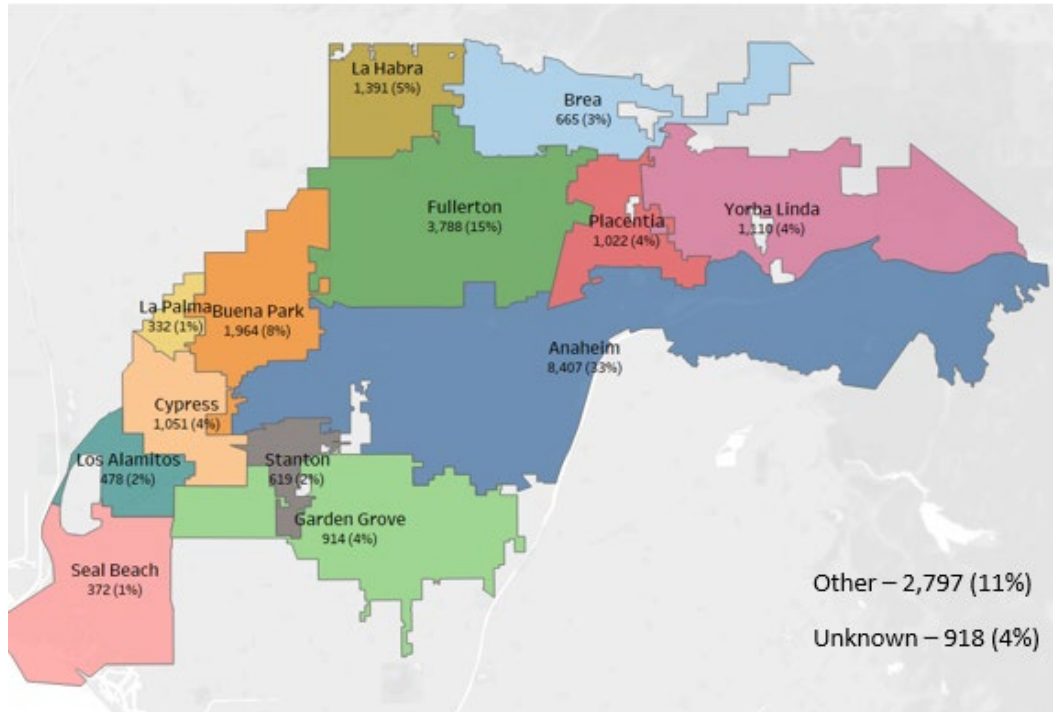 La Habra
1,391 (5%)
Brea
665 (3%)
Fullerton
3,788 (15%)
Placentia
1,022 (4%)
Yorba Linda
1,110 (4%)
La Palma
332 (1%)
Buena Park
1,964 (8%)
Anaheim
8,407 (33%)
Cypress
1,051 (4%)
Los Alamitos
478 (2%)
Stanton
619 (2%)
Garden Grove
914 (4%)
Seal Beach
372 (1%)
Other – 2,797 (11%)
Unknown – 918 (4%)